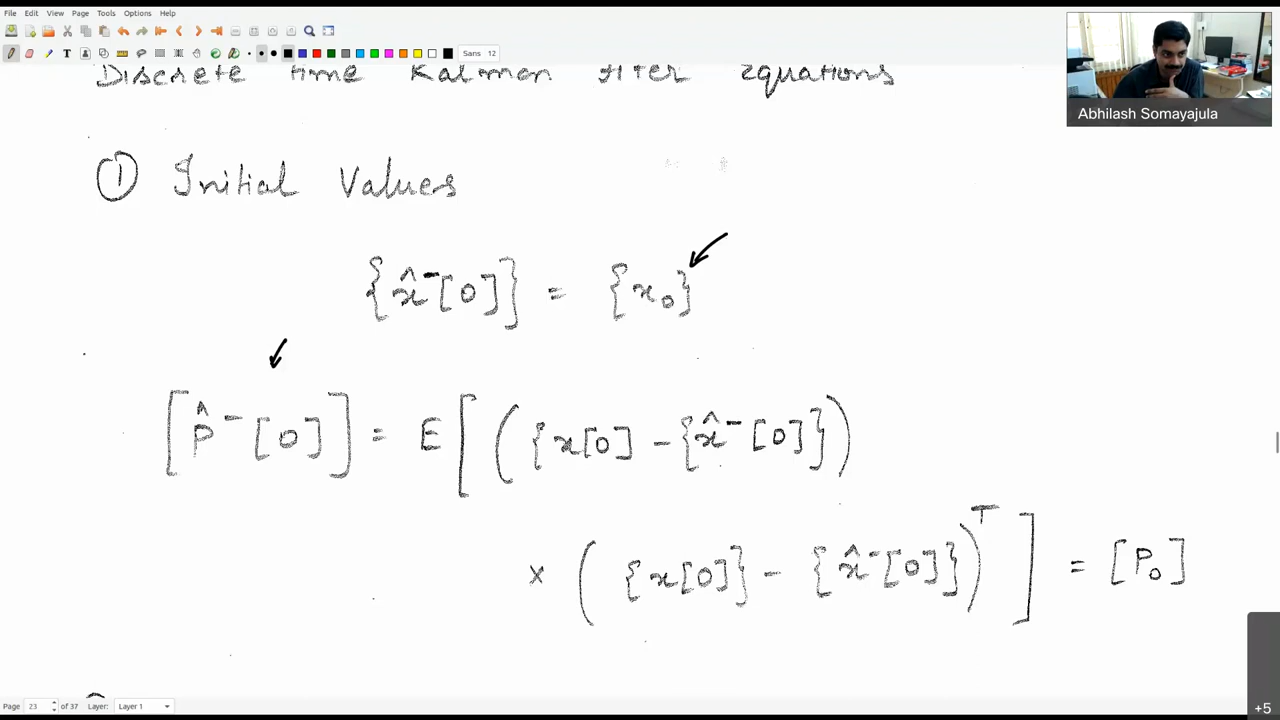 File Edit View Page Tools Options Help
Sans 12
Abhilash Somayajula
Discrete time Kalman filter Equations
① Initial Values
{x̂⁻[0]} = {x₀}
[P̂⁻[0]] = E[({x[0] - {x̂⁻[0]})
× ({x[0]} - {x̂⁻[0]})ᵀ] = [P₀]
Page 23 of 37 Layer: Layer 1
+5